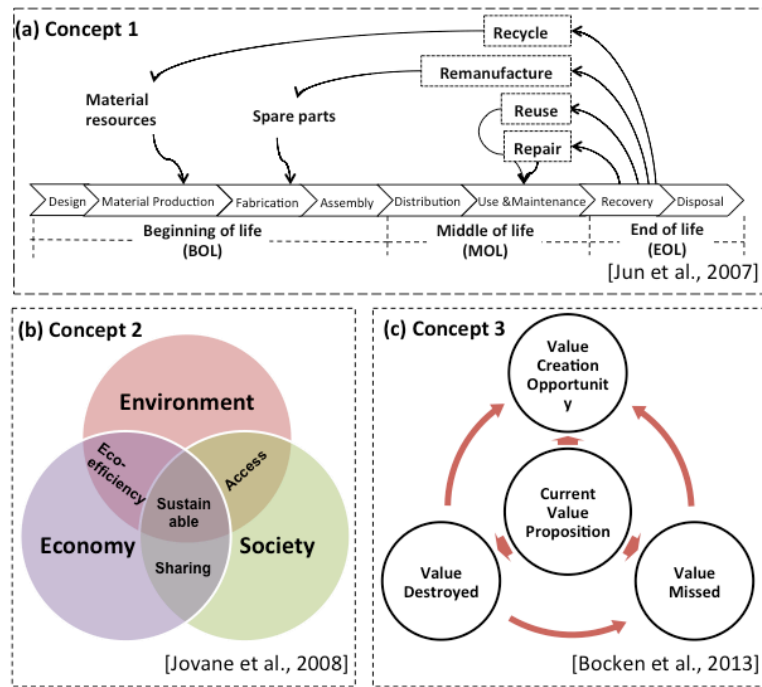 (a) Concept 1
Recycle
Remanufacture
Material
resources
Spare parts
Reuse
Repair
Design
Material Production
Fabrication
Assembly
Distribution
Use &Maintenance
Recovery
Disposal
Beginning of life
(BOL)
Middle of life
(MOL)
End of life
(EOL)
[Jun et al., 2007]
(b) Concept 2
Environment
Eco-
efficiency
Access
Sustain
able
Economy
Society
Sharing
[Jovane et al., 2008]
(c) Concept 3
Value
Creation
Opportunit
y
Current
Value
Proposition
Value
Destroyed
Value
Missed
[Bocken et al., 2013]